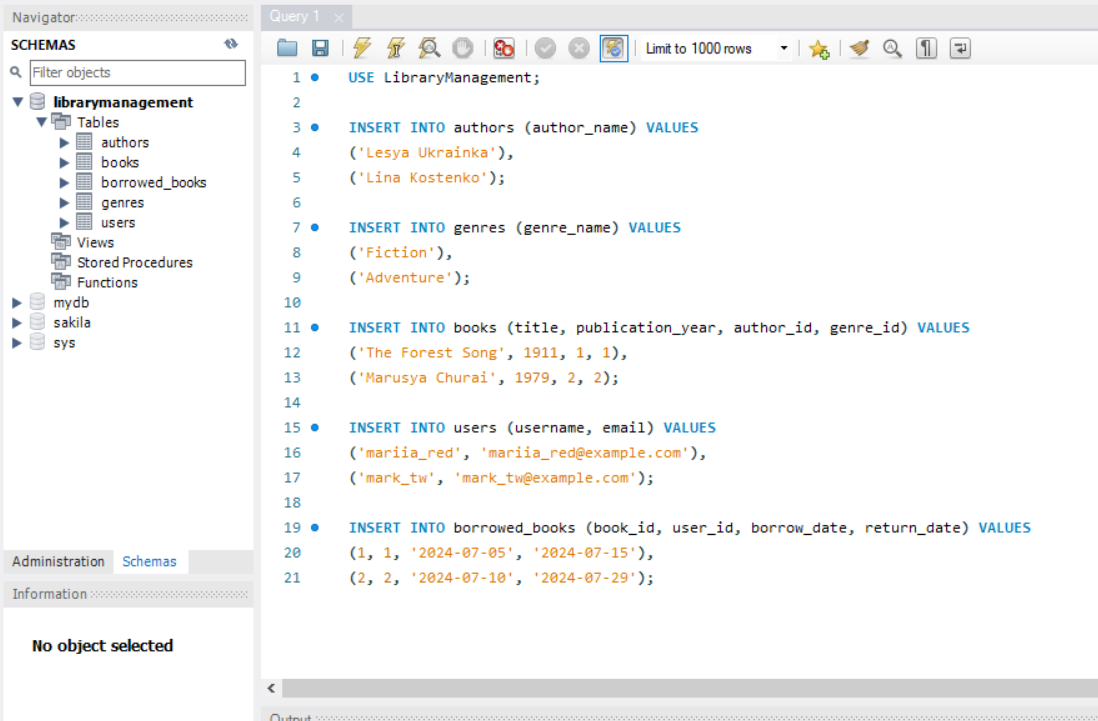 Navigator
SCHEMAS
Filter objects
librarymanagement
Tables
authors
books
borrowed_books
genres
users
Views
Stored Procedures
Functions
mydb
sakila
sys
Administration Schemas
Information
No object selected
Query 1
Limit to 1000 rows
1 USE LibraryManagement;
2
3 INSERT INTO authors (author_name) VALUES
4 ('Lesya Ukrainka'),
5 ('Lina Kostenko');
6
7 INSERT INTO genres (genre_name) VALUES
8 ('Fiction'),
9 ('Adventure');
10
11 INSERT INTO books (title, publication_year, author_id, genre_id) VALUES
12 ('The Forest Song', 1911, 1, 1),
13 ('Marusya Churai', 1979, 2, 2);
14
15 INSERT INTO users (username, email) VALUES
16 ('mariia_red', 'mariia_red@example.com'),
17 ('mark_tw', 'mark_tw@example.com');
18
19 INSERT INTO borrowed_books (book_id, user_id, borrow_date, return_date) VALUES
20 (1, 1, '2024-07-05', '2024-07-15'),
21 (2, 2, '2024-07-10', '2024-07-29');
Output